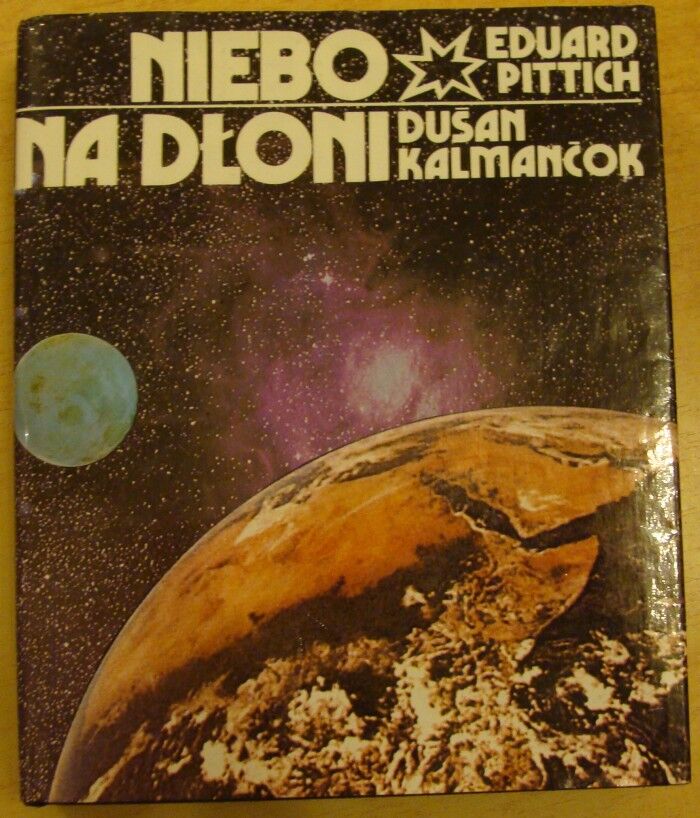 NIEBO
NA DŁONI
EDUARD
PITTICH
DUŠAN
KALMANČOK